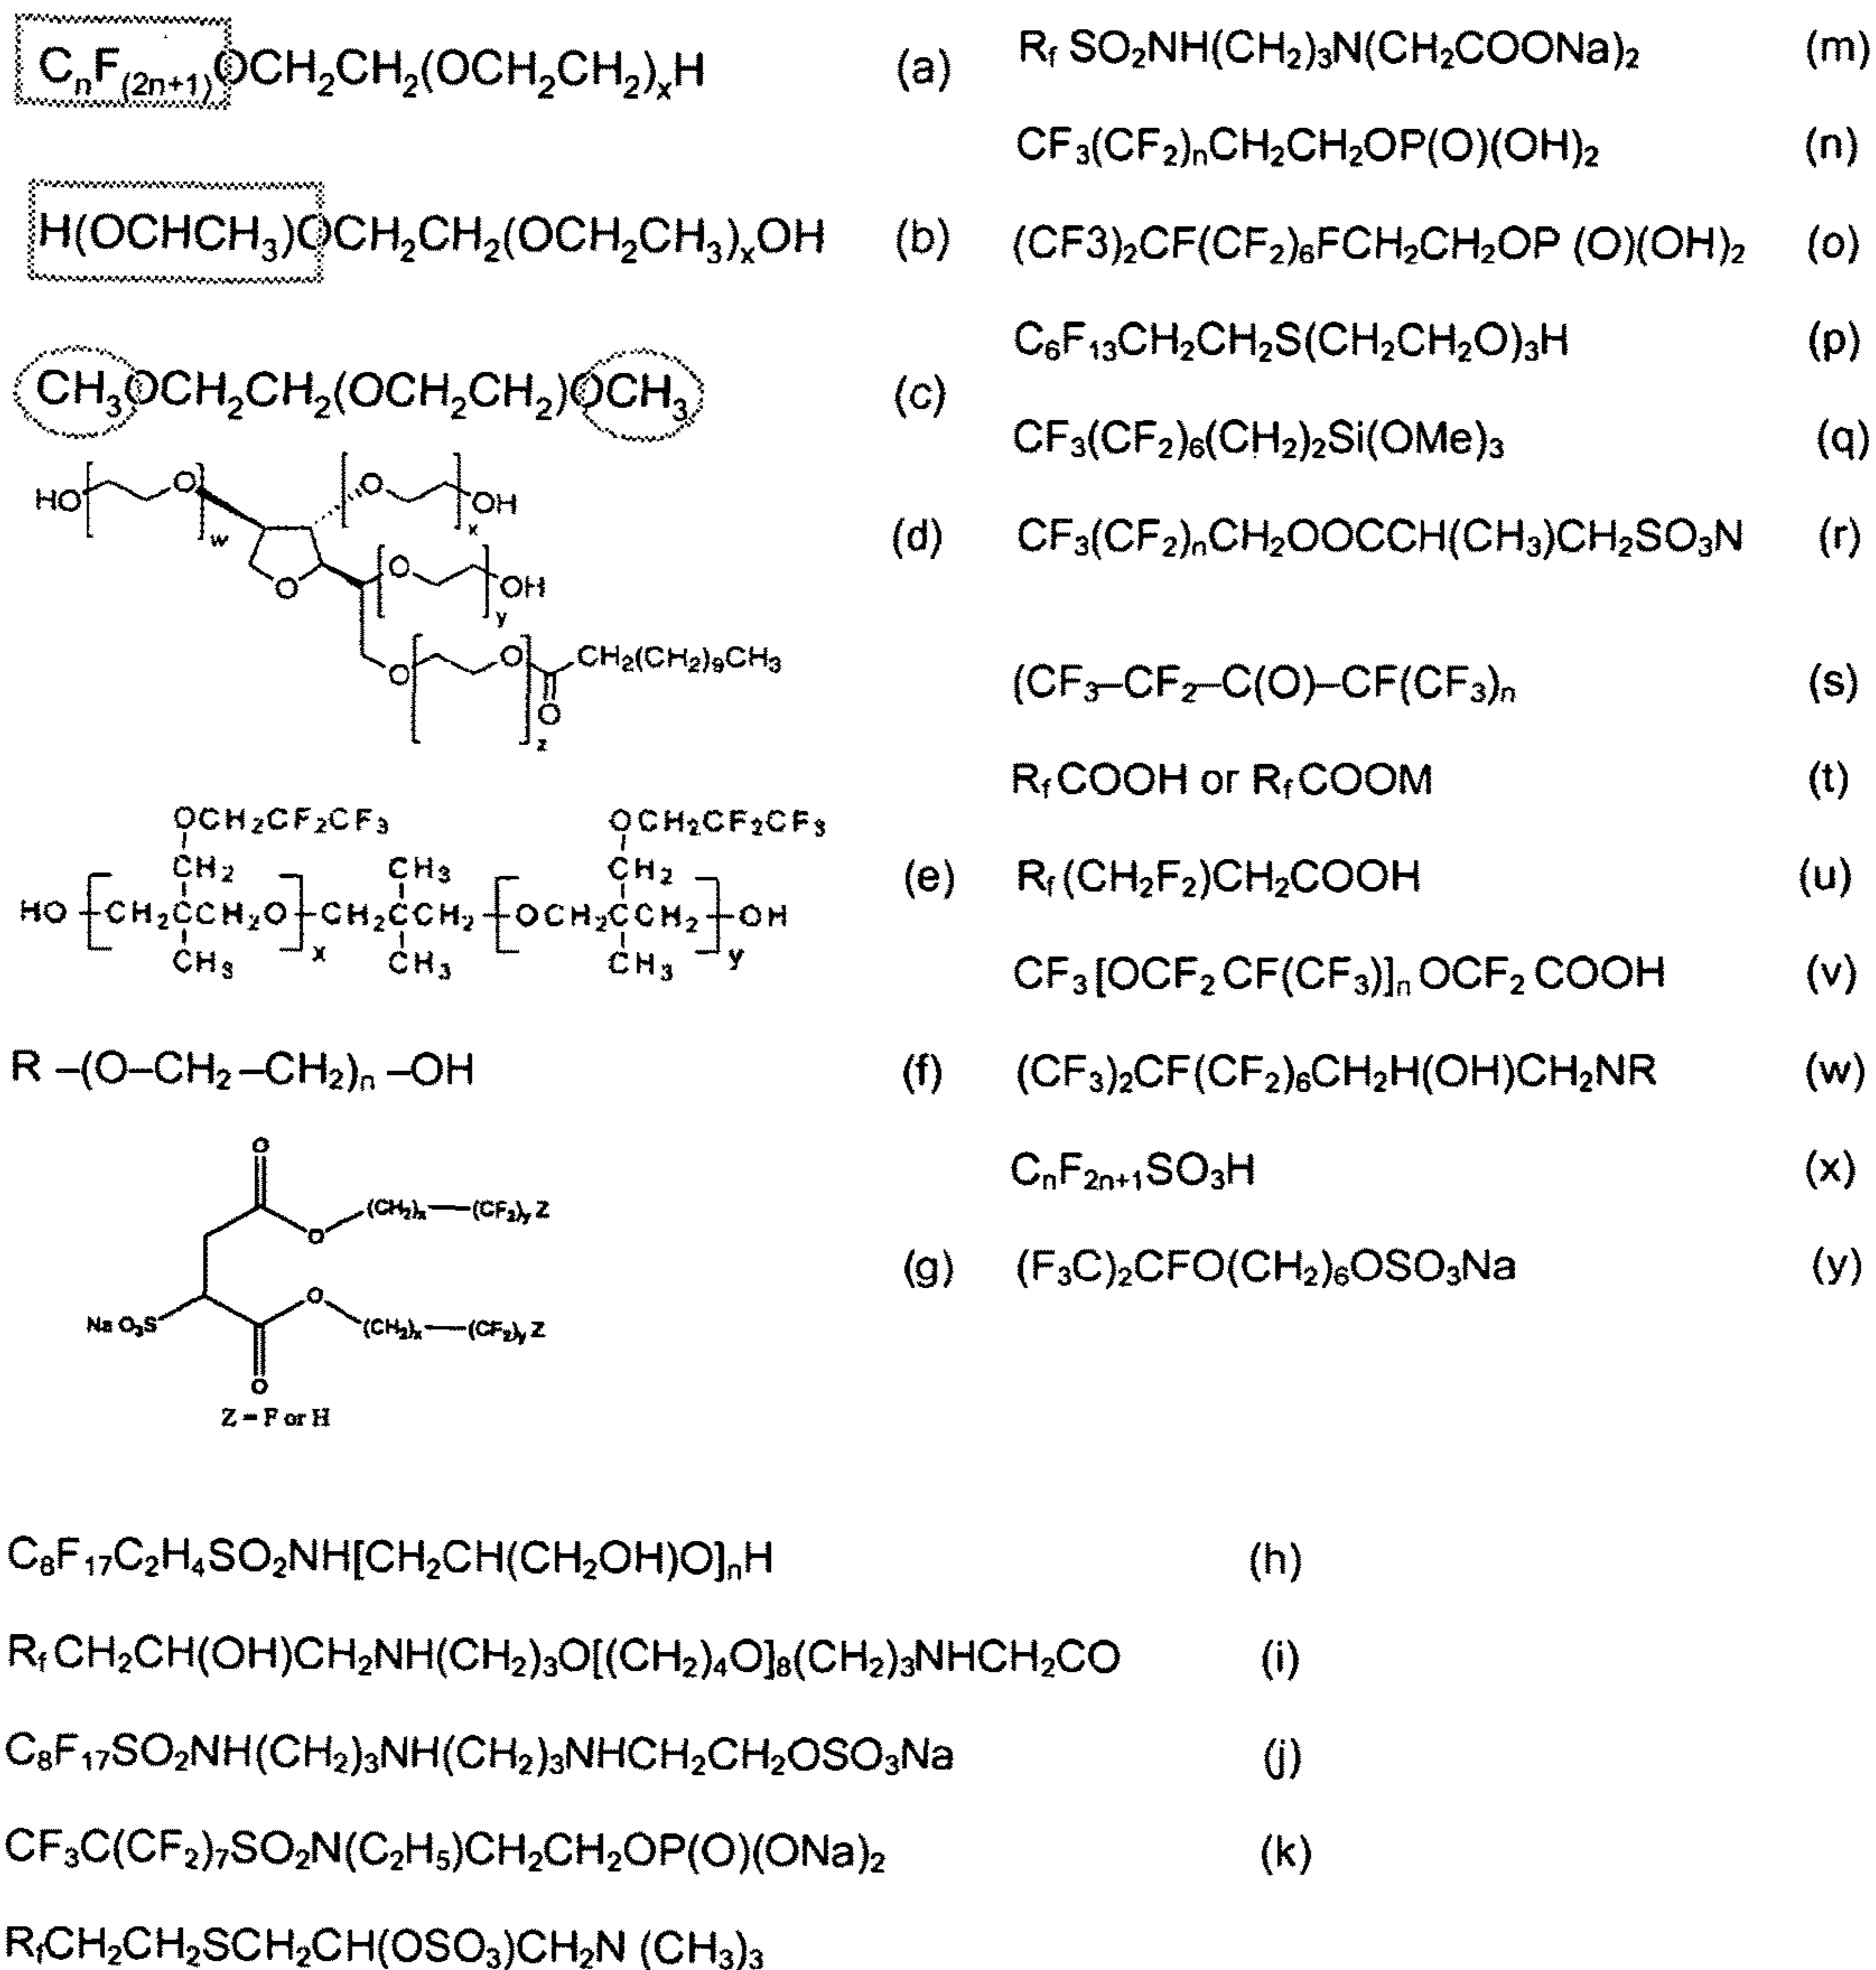 CₙF₍₂ₙ₊₁₎OCH₂CH₂(OCH₂CH₂)ₓH (a)
H(OCHCH₃)OCH₂CH₂(OCH₂CH₃)ₓOH (b)
CH₃OCH₂CH₂(OCH₂CH₂)OCH₃ (c)
HO [ O ]w [ O ]x OH
(d)
O [ O ]y OH
O [ O ]z CH₂(CH₂)₉CH₃
O
OCH₂CF₂CF₃ OCH₂CF₂CF₃
CH₂ CH₃ CH₂ (e)
HO [ CH₂CCH₂O ]x CH₂CCH₂ [ OCH₂CCH₂ ]y OH
CH₃ CH₃ CH₃
R –(O–CH₂–CH₂)ₙ –OH (f)
O
O (CH₂)ₓ—(CF₂)y Z
(g)
O
Na O₃S (CH₂)ₓ—(CF₂)y Z
O
Z = F or H
C₈F₁₇C₂H₄SO₂NH[CH₂CH(CH₂OH)O]ₙH (h)
RfCH₂CH(OH)CH₂NH(CH₂)₃O[(CH₂)₄O]₈(CH₂)₃NHCH₂CO (i)
C₈F₁₇SO₂NH(CH₂)₃NH(CH₂)₃NHCH₂CH₂OSO₃Na (j)
CF₃C(CF₂)₇SO₂N(C₂H₅)CH₂CH₂OP(O)(ONa)₂ (k)
RfCH₂CH₂SCH₂CH(OSO₃)CH₂N (CH₃)₃
Rf SO₂NH(CH₂)₃N(CH₂COONa)₂ (m)
CF₃(CF₂)ₙCH₂CH₂OP(O)(OH)₂ (n)
(CF3)₂CF(CF₂)₆FCH₂CH₂OP (O)(OH)₂ (o)
C₆F₁₃CH₂CH₂S(CH₂CH₂O)₃H (p)
CF₃(CF₂)₆(CH₂)₂Si(OMe)₃ (q)
CF₃(CF₂)ₙCH₂OOCCH(CH₃)CH₂SO₃N (r)
(CF₃–CF₂–C(O)–CF(CF₃)ₙ (s)
RfCOOH or RfCOOM (t)
Rf(CH₂F₂)CH₂COOH (u)
CF₃[OCF₂CF(CF₃)]ₙOCF₂COOH (v)
(CF₃)₂CF(CF₂)₆CH₂H(OH)CH₂NR (w)
CₙF₂ₙ₊₁SO₃H (x)
(F₃C)₂CFO(CH₂)₆OSO₃Na (y)